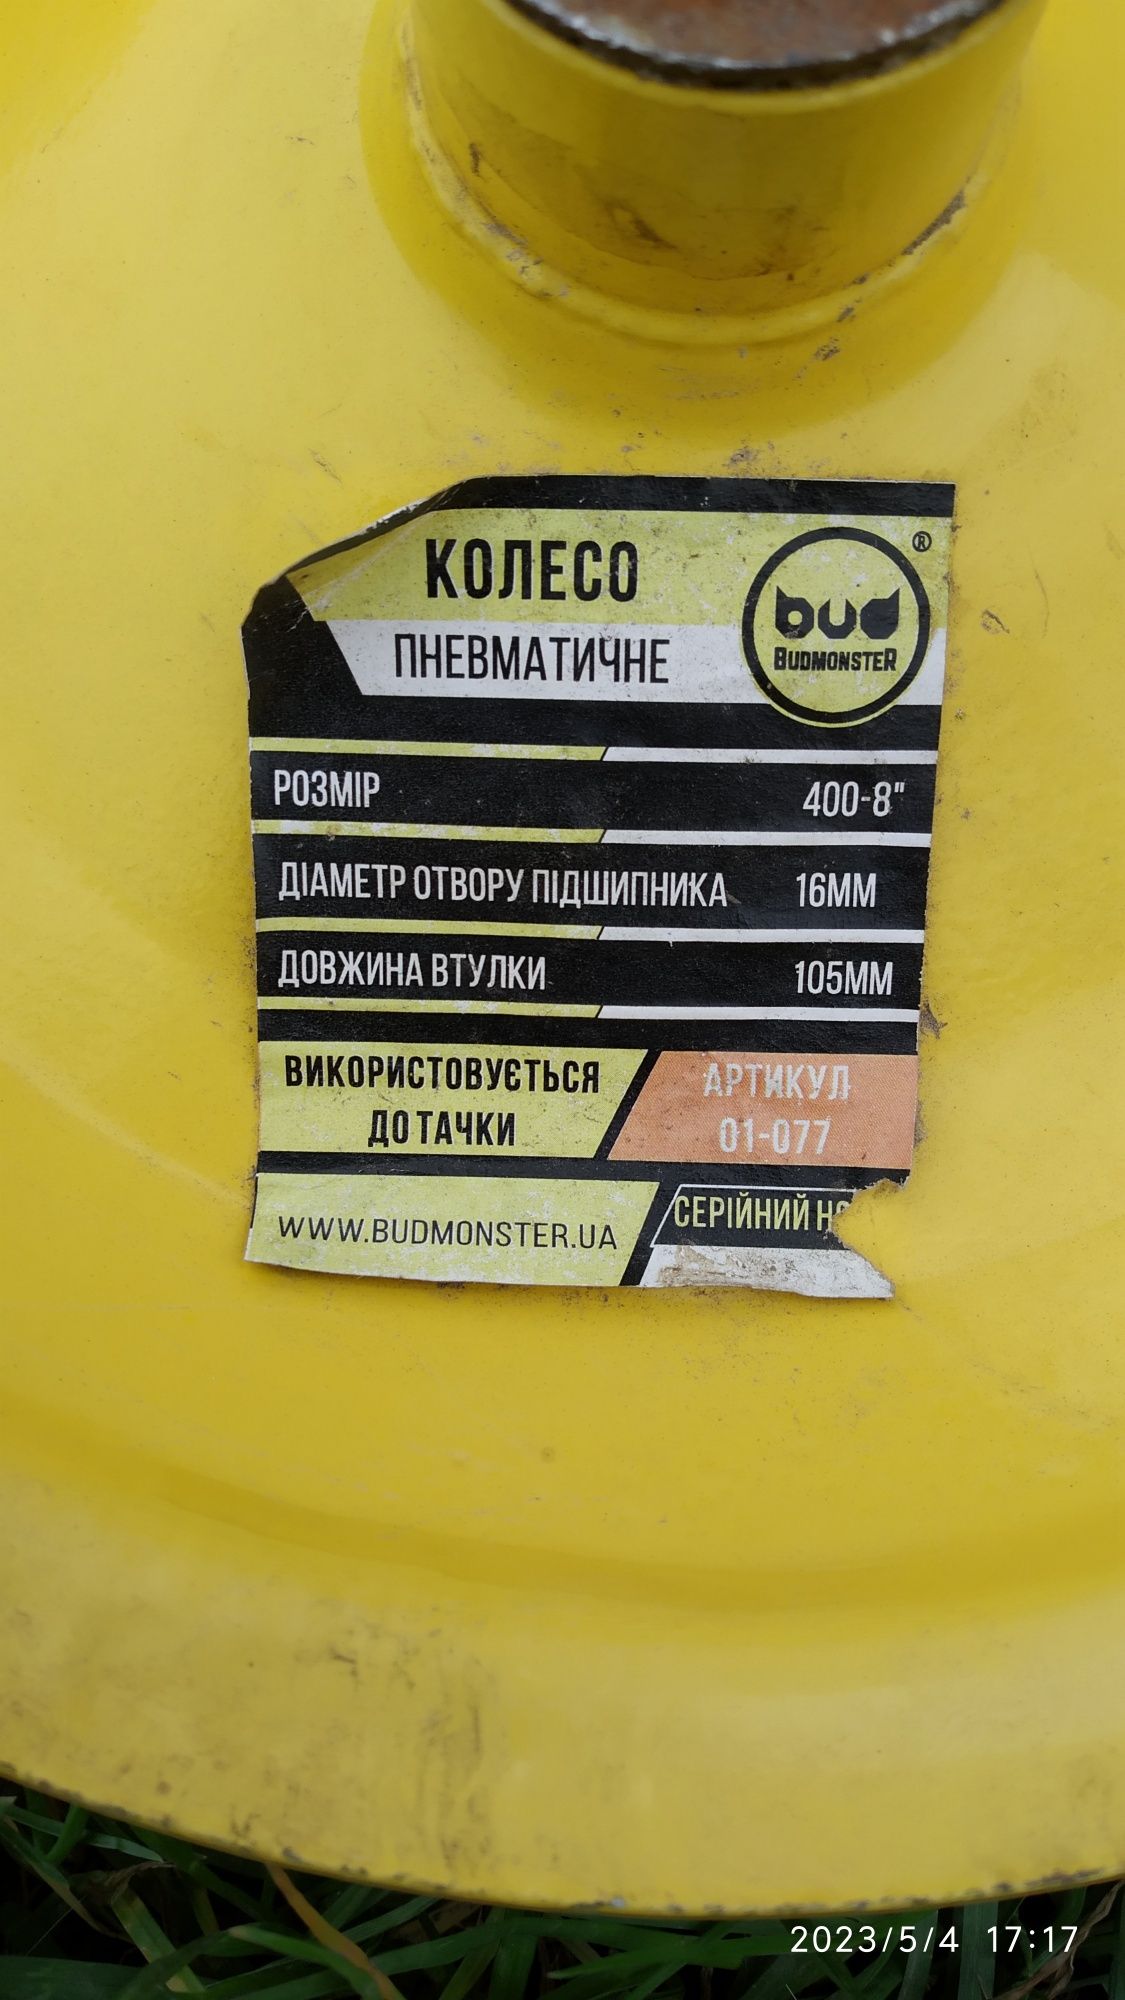 КОЛЕСО
ПНЕВМАТИЧНЕ
®
bud
BUDMONSTER
РОЗМІР 400-8"
ДІАМЕТР ОТВОРУ ПІДШИПНИКА 16ММ
ДОВЖИНА ВТУЛКИ 105ММ
ВИКОРИСТОВУЄТЬСЯ
ДО ТАЧКИ
АРТИКУЛ
01-077
WWW.BUDMONSTER.UA
СЕРІЙНИЙ
2023/5/4 17:17